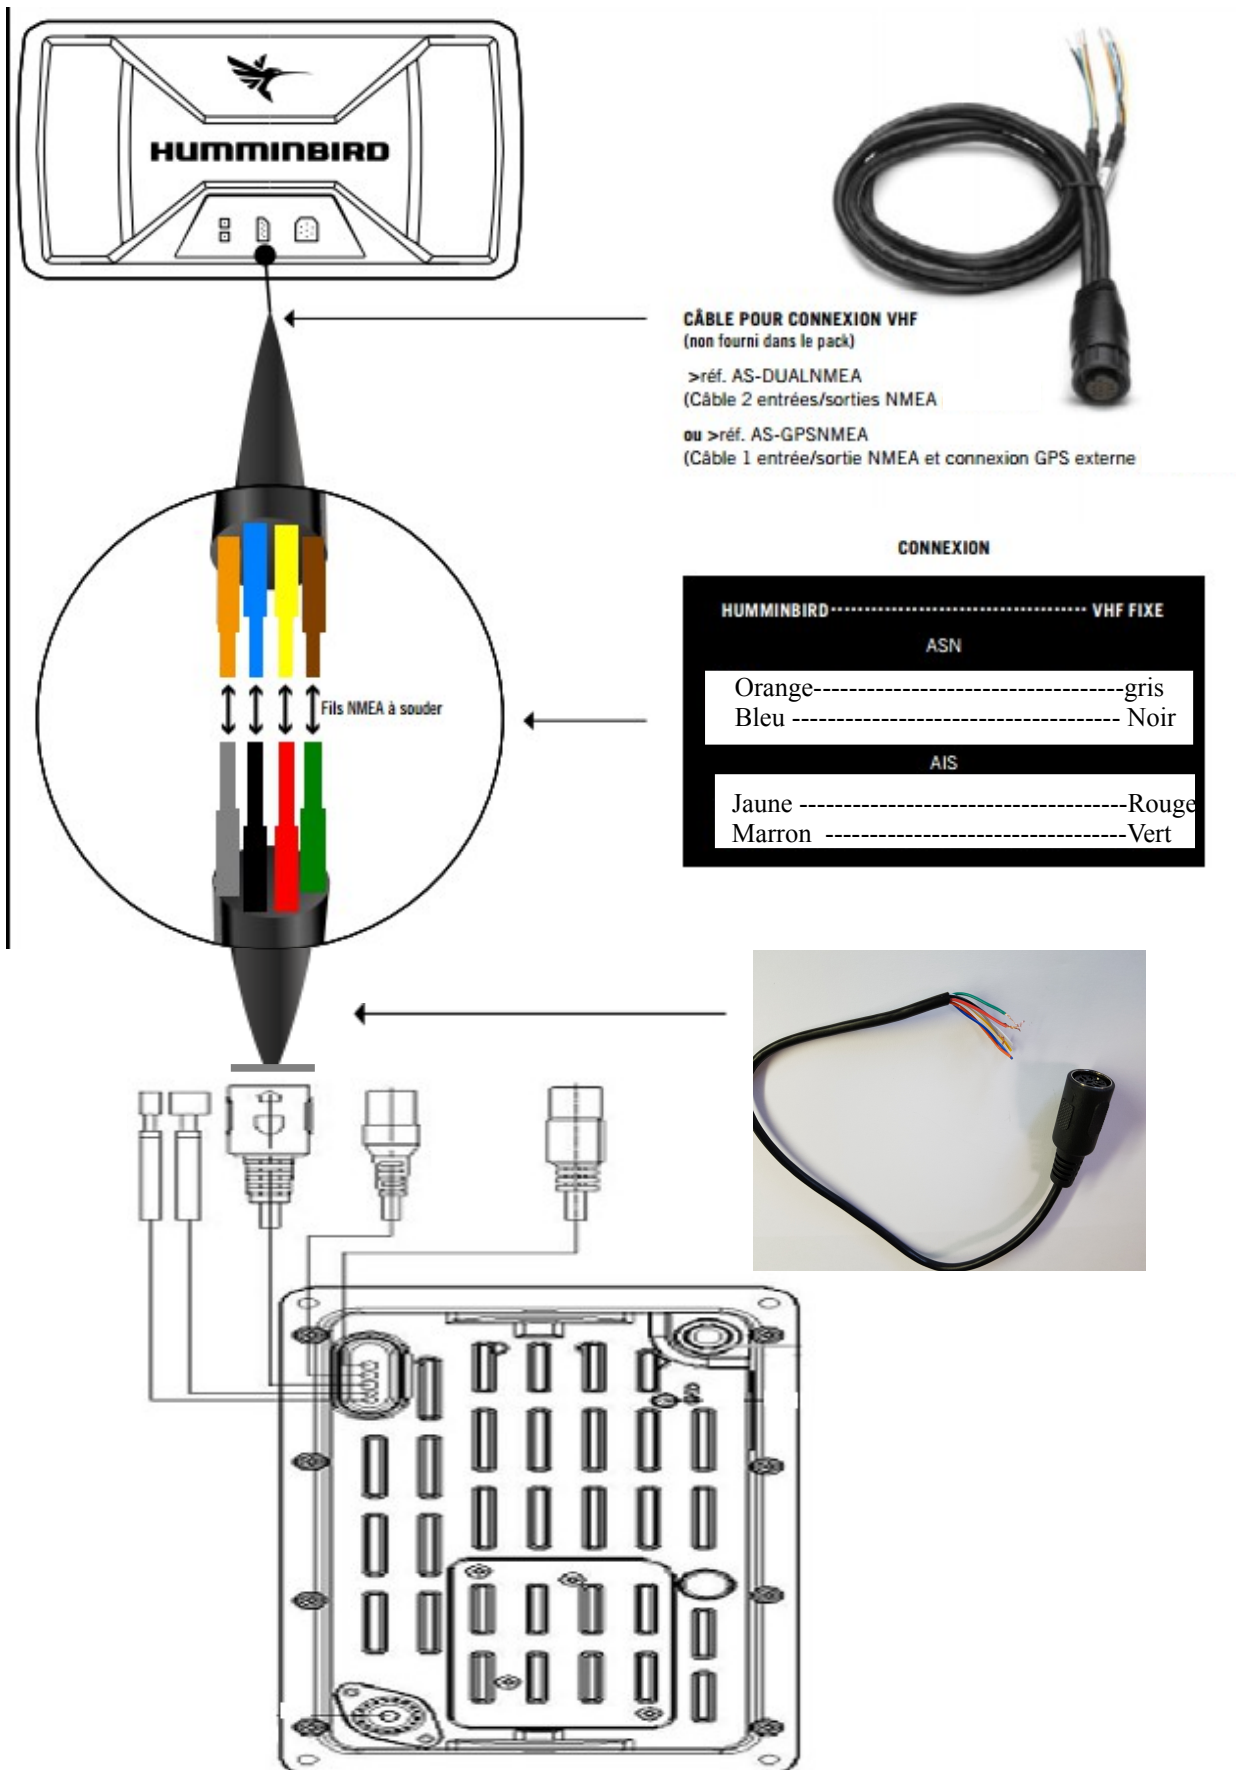 HUMMINBIRD
CÂBLE POUR CONNEXION VHF
(non fourni dans le pack)
>réf. AS-DUALNMEA
(Câble 2 entrées/sorties NMEA
ou >réf. AS-GPSNMEA
(Câble 1 entrée/sortie NMEA et connexion GPS externe
CONNEXION
HUMMINBIRD······································ VHF FIXE
ASN
Orange-----------------------------------gris
Bleu ------------------------------------- Noir
Fils NMEA à souder
AIS
Jaune -------------------------------------Rouge
Marron ----------------------------------Vert